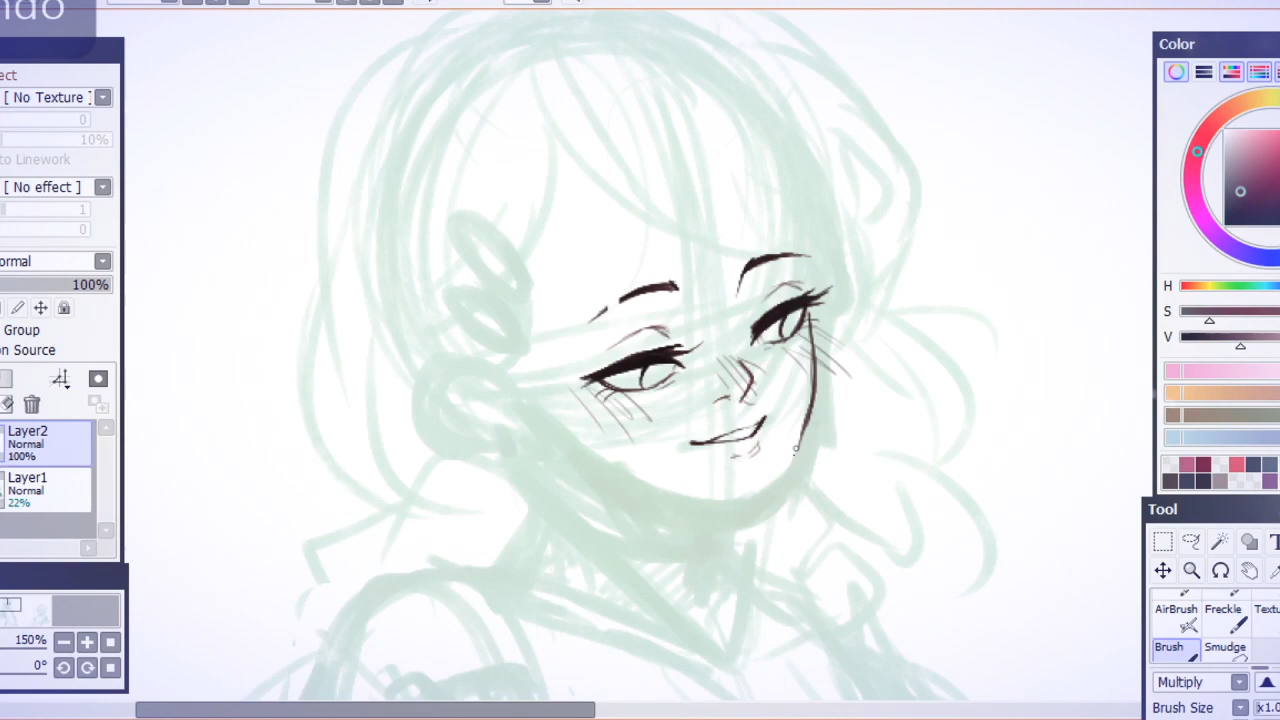 ndo
ect
[ No Texture ]
0
10%
to Linework
[ No effect ]
1
0
ormal
100%
Group
on Source
Layer2
Normal
100%
Layer1
Normal
22%
150%
0°
Color
H
S
V
Tool
T
AirBrush
Freckle
Textu
Brush
Smudge
Multiply
Brush Size
x1.0